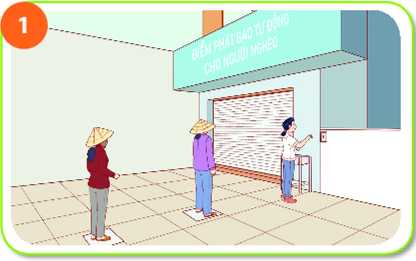 1
ĐIỂM PHÁT GẠO TỰ ĐỘNG
CHO NGƯỜI NGHÈO